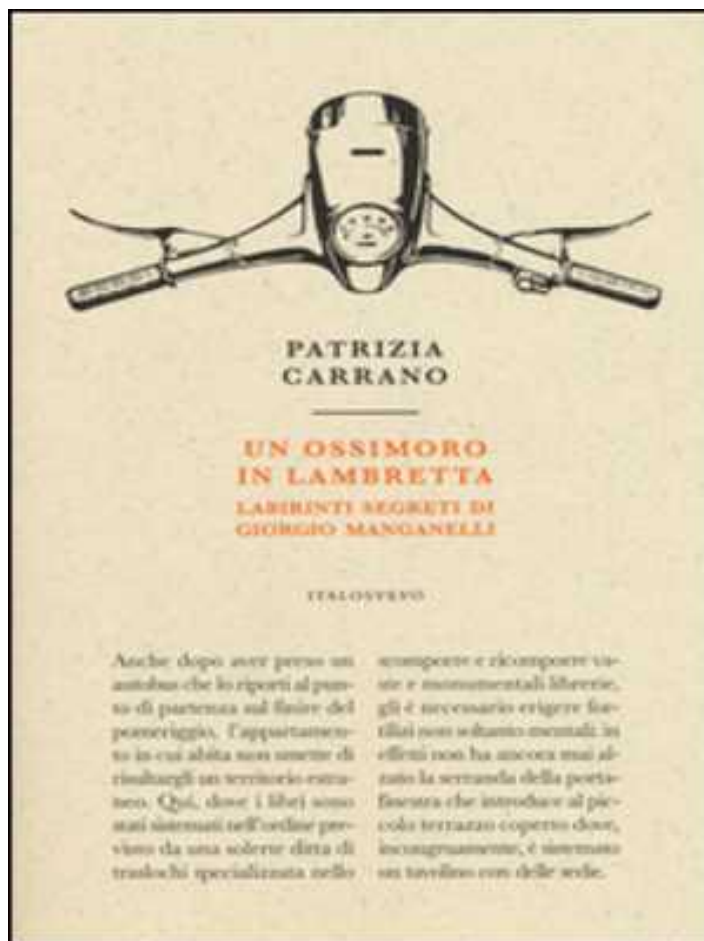 PATRIZIA
CARRANO
UN OSSIMORO
IN LAMBRETTA
LABIRINTI SEGRETI DI
GIORGIO MANGANELLI
ITALOSVEVO
Anche dopo aver preso un
autobus che lo riporti al pun-
to di partenza sul finire del
pomeriggio, l'appartamen-
to in cui abita non smette di
risultargli un territorio estra-
neo. Qui, dove i libri sono
stati sistemati nell'ordine pre-
visto da una solerte ditta di
traslochi specializzata nello
scomporre e ricomporre va-
ste e monumentali librerie,
gli è necessario erigere for-
tilizi non soltanto mentali: in
effetti non ha ancora mai al-
zato la serranda della porta-
finestra che introduce al pic-
colo terrazzo coperto dove,
incongruamente, è sistemato
un tavolino con delle sedie.